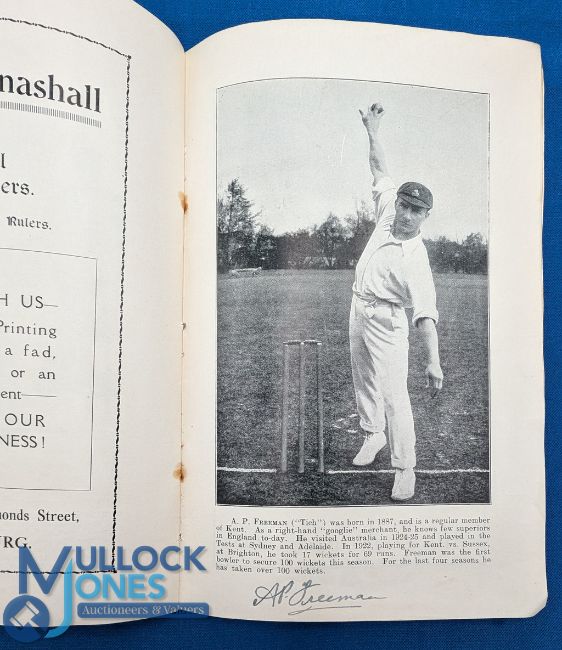 nashall
l
ers.
Rulers.
H US—
Printing
a fad,
or an
ent—
OUR
NESS!
onds Street,
URG.
A. P. FREEMAN ("Tich") was born in 1887, and is a regular member
of Kent. As a right-hand "googlie" bowler, he knows few superiors
in England to-day. He visited Australia in 1924-25 and played in the
Tests at Sydney and Adelaide. In 1922, playing for Kent. vs. Sussex,
at Brighton, he took 17 wickets for 69 runs. Freeman was the first
bowler to secure 100 wickets this season. For the last four seasons he
has taken over 100 wickets.
A.P. Freeman
MULLOCK
JONES
Auctioneers & Valuers